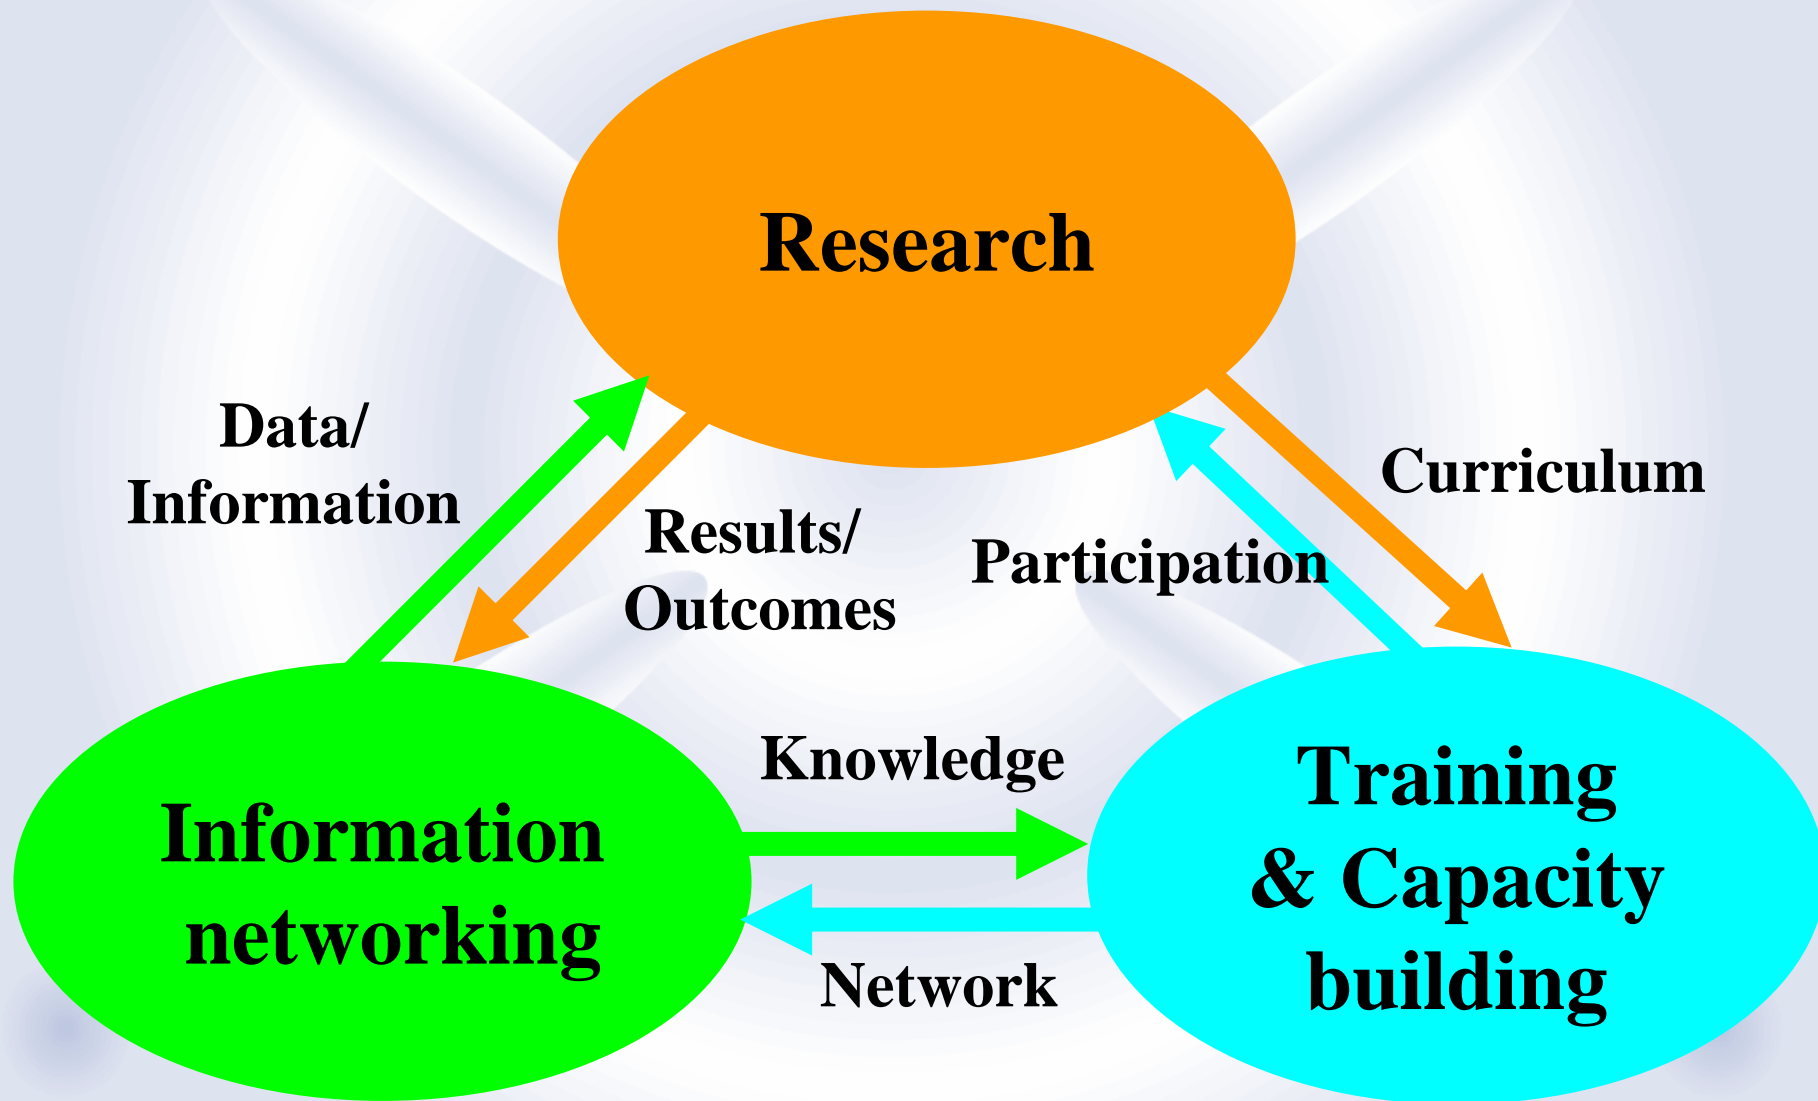 Research
Data/
Information
Results/
Outcomes
Participation
Curriculum
Knowledge
Information
networking
Training
& Capacity
building
Network